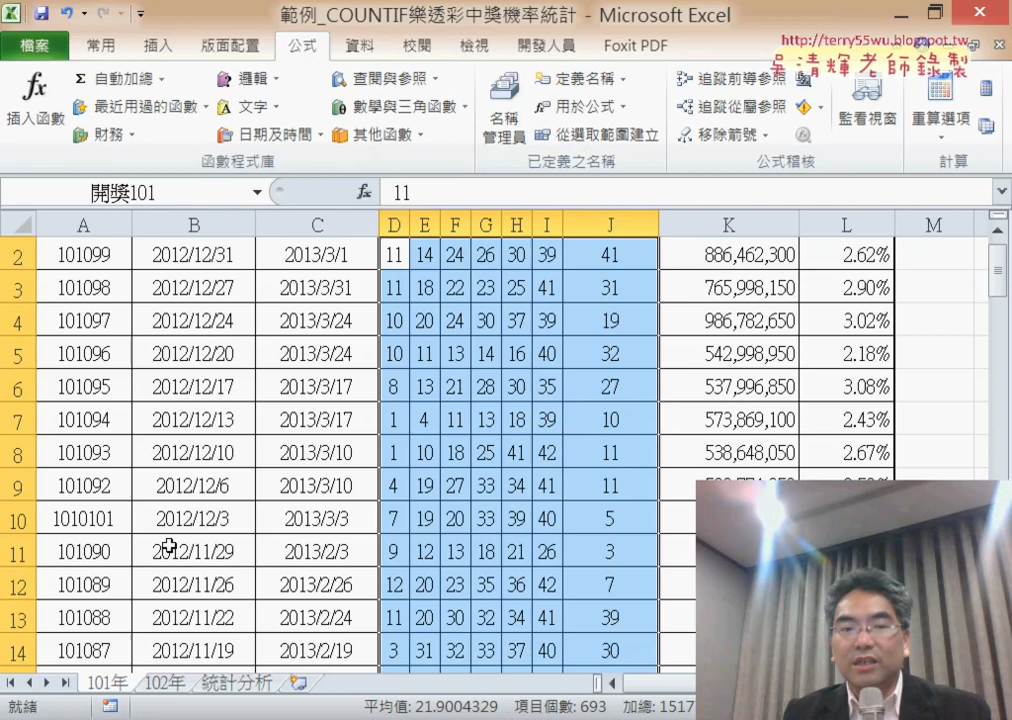 範例_COUNTIF樂透彩中獎機率統計 - Microsoft Excel
檔案 常用 插入 版面配置 公式 資料 校閱 檢視 開發人員 Foxit PDF
http://terry55wu.blogspot.tw
吳清輝老師錄製
fx 插入函數
Σ 自動加總
最近用過的函數
財務
邏輯
文字
日期及時間
查閱與參照
數學與三角函數
其他函數
函數程式庫
名稱管理員
定義名稱
用於公式
從選取範圍建立
已定義之名稱
追蹤前導參照
追蹤從屬參照
移除箭號
公式稽核
監看視窗
重算選項
計算
開獎101 fx 11
A B C D E F G H I J K L M
2 101099 2012/12/31 2013/3/1 11 14 24 26 30 39 41 886,462,300 2.62%
3 101098 2012/12/27 2013/3/31 11 18 22 23 25 41 31 765,998,150 2.90%
4 101097 2012/12/24 2013/3/24 10 20 24 30 37 39 19 986,782,650 3.02%
5 101096 2012/12/20 2013/3/24 10 11 13 14 16 40 32 542,998,950 2.18%
6 101095 2012/12/17 2013/3/17 8 13 21 28 30 35 27 537,996,850 3.08%
7 101094 2012/12/13 2013/3/17 1 4 11 13 18 39 10 573,869,100 2.43%
8 101093 2012/12/10 2013/3/10 1 10 18 25 41 42 11 538,648,050 2.67%
9 101092 2012/12/6 2013/3/10 4 19 27 33 34 41 11
10 1010101 2012/12/3 2013/3/3 7 19 20 33 39 40 5
11 101090 2012/11/29 2013/2/3 9 12 13 18 21 26 3
12 101089 2012/11/26 2013/2/26 12 20 23 35 36 42 7
13 101088 2012/11/22 2013/2/24 11 20 30 32 34 41 39
14 101087 2012/11/19 2013/2/19 3 31 32 33 37 40 30
101年 102年 統計分析
就緒 平均值: 21.9004329 項目個數: 693 加總: 1517